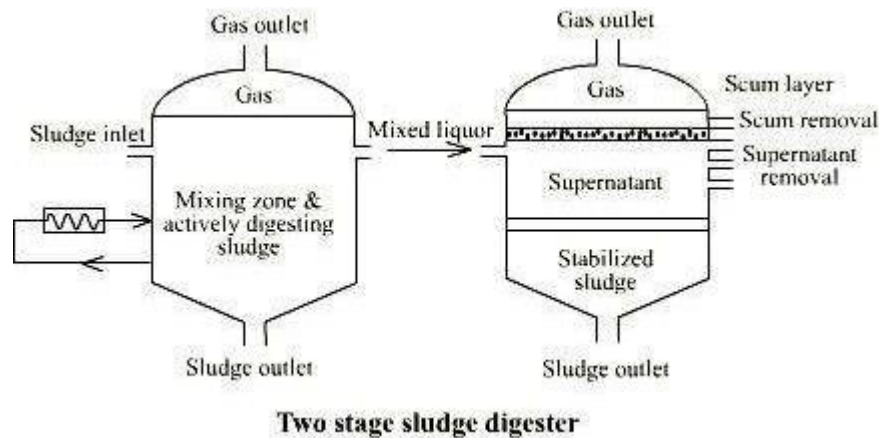 Gas outlet
Gas
Sludge inlet
Mixing zone &
actively digesting
sludge
Sludge outlet
Mixed liquor
Gas outlet
Gas
Scum layer
Scum removal
Supernatant
removal
Supernatant
Stabilized
sludge
Sludge outlet
Two stage sludge digester